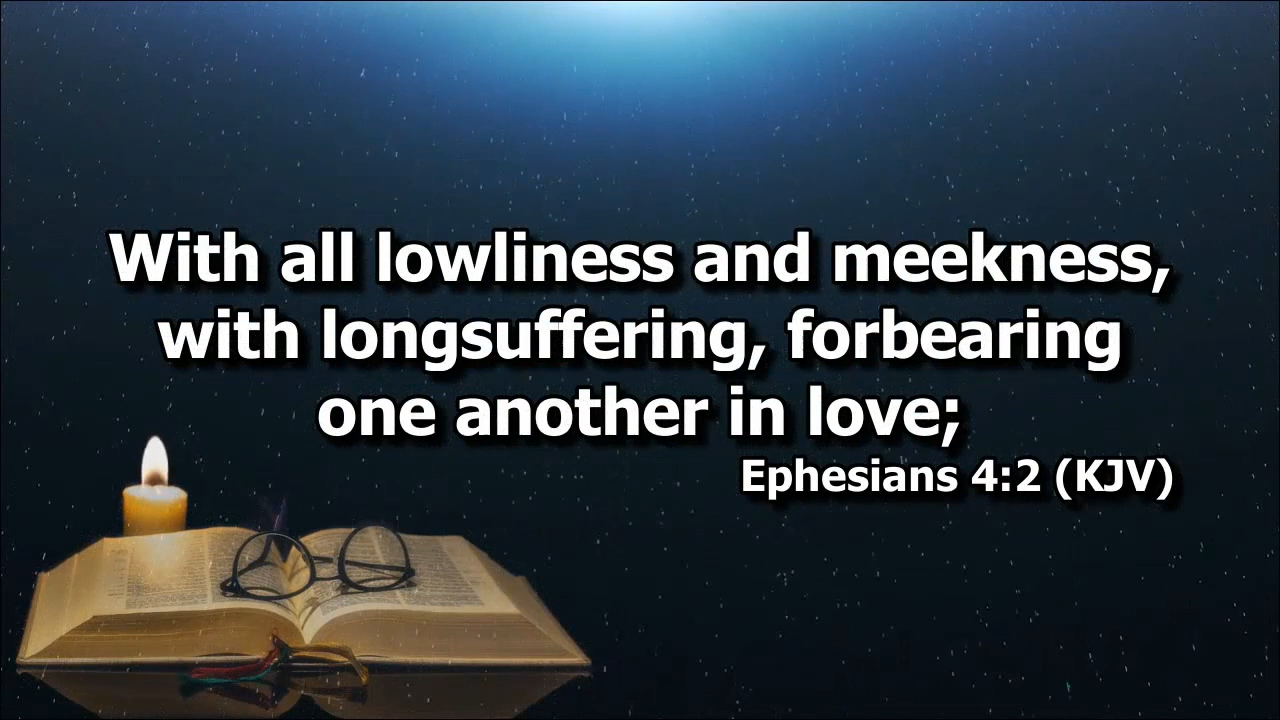 With all lowliness and meekness,
with longsuffering, forbearing
one another in love;
Ephesians 4:2 (KJV)